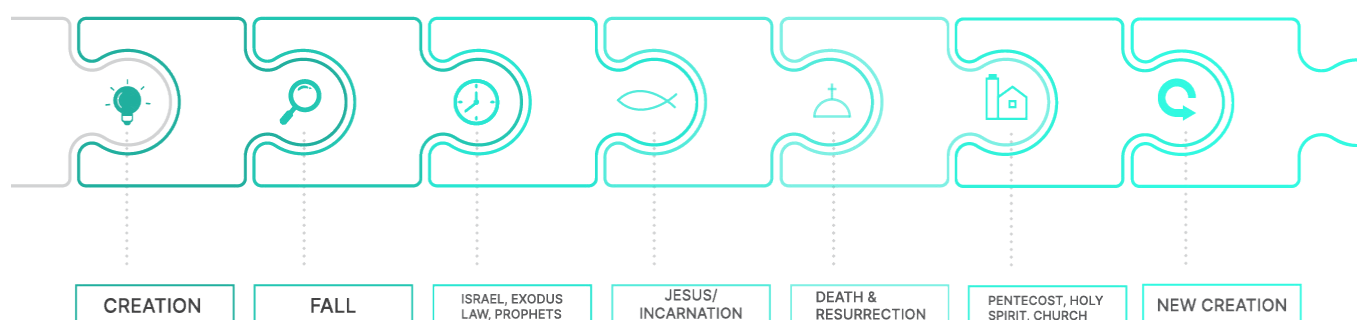 CREATION
FALL
ISRAEL, EXODUS
LAW, PROPHETS
JESUS/
INCARNATION
DEATH &
RESURRECTION
PENTECOST, HOLY
SPIRIT, CHURCH
NEW CREATION